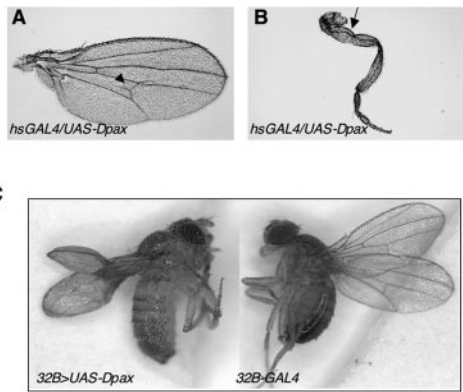 A
hsGAL4/UAS-Dpax
B
hsGAL4/UAS-Dpax
C
32B>UAS-Dpax
32B-GAL4